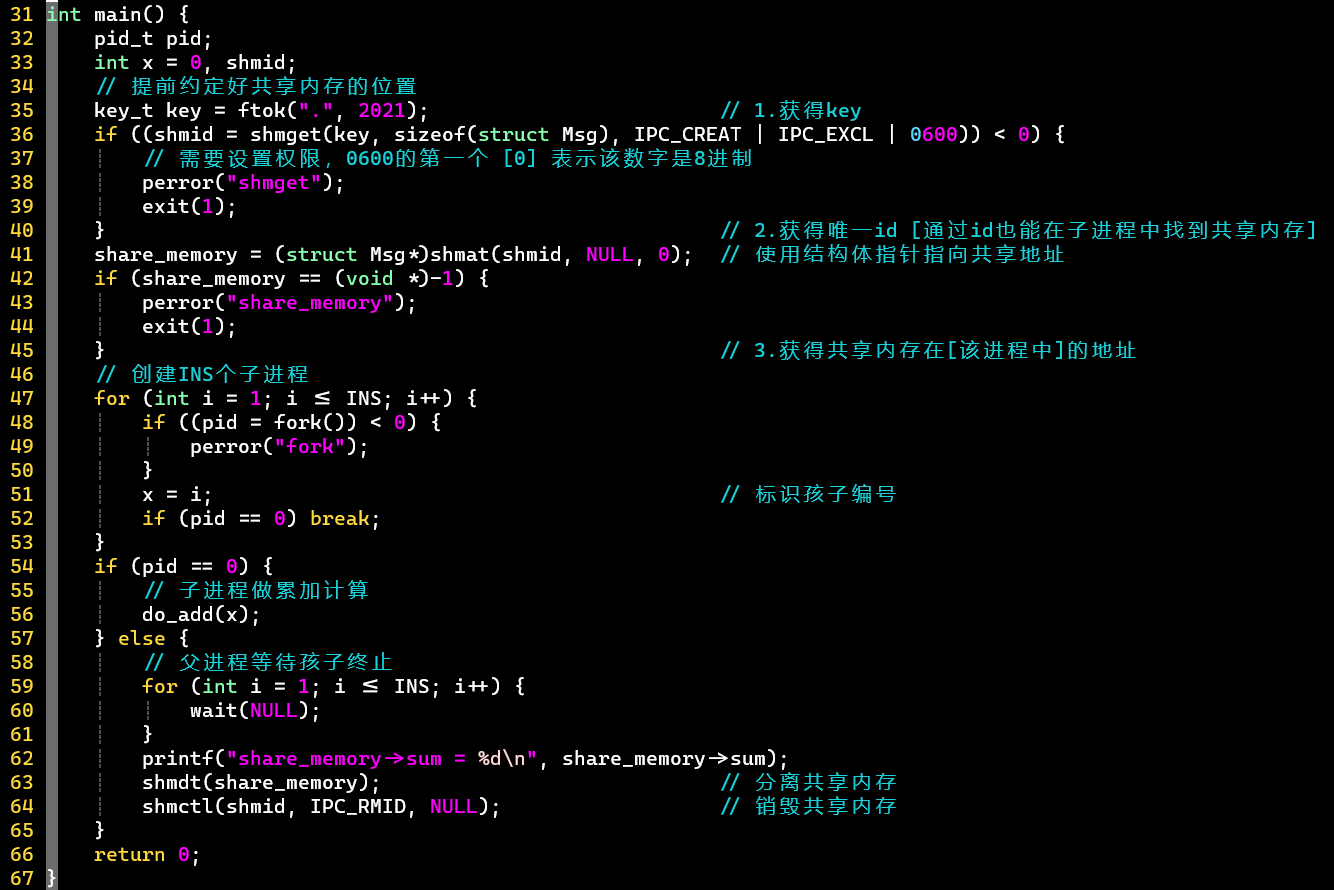 31 int main() {
32     pid_t pid;
33     int x = 0, shmid;
34     // 提前约定好共享内存的位置
35     key_t key = ftok(".", 2021);                        // 1.获得key
36     if ((shmid = shmget(key, sizeof(struct Msg), IPC_CREAT | IPC_EXCL | 0600)) < 0) {
37         // 需要设置权限，0600的第一个 [0] 表示该数字是8进制
38         perror("shmget");
39         exit(1);
40     }                                                   // 2.获得唯一id [通过id也能在子进程中找到共享内存]
41     share_memory = (struct Msg*)shmat(shmid, NULL, 0);  // 使用结构体指针指向共享地址
42     if (share_memory == (void *)-1) {
43         perror("share_memory");
44         exit(1);
45     }                                                   // 3.获得共享内存在[该进程中]的地址
46     // 创建INS个子进程
47     for (int i = 1; i <= INS; i++) {
48         if ((pid = fork()) < 0) {
49             perror("fork");
50         }
51         x = i;                                          // 标识孩子编号
52         if (pid == 0) break;
53     }
54     if (pid == 0) {
55         // 子进程做累加计算
56         do_add(x);
57     } else {
58         // 父进程等待孩子终止
59         for (int i = 1; i <= INS; i++) {
60             wait(NULL);
61         }
62         printf("share_memory->sum = %d\n", share_memory->sum);
63         shmdt(share_memory);                            // 分离共享内存
64         shmctl(shmid, IPC_RMID, NULL);                  // 销毁共享内存
65     }
66     return 0;
67 }